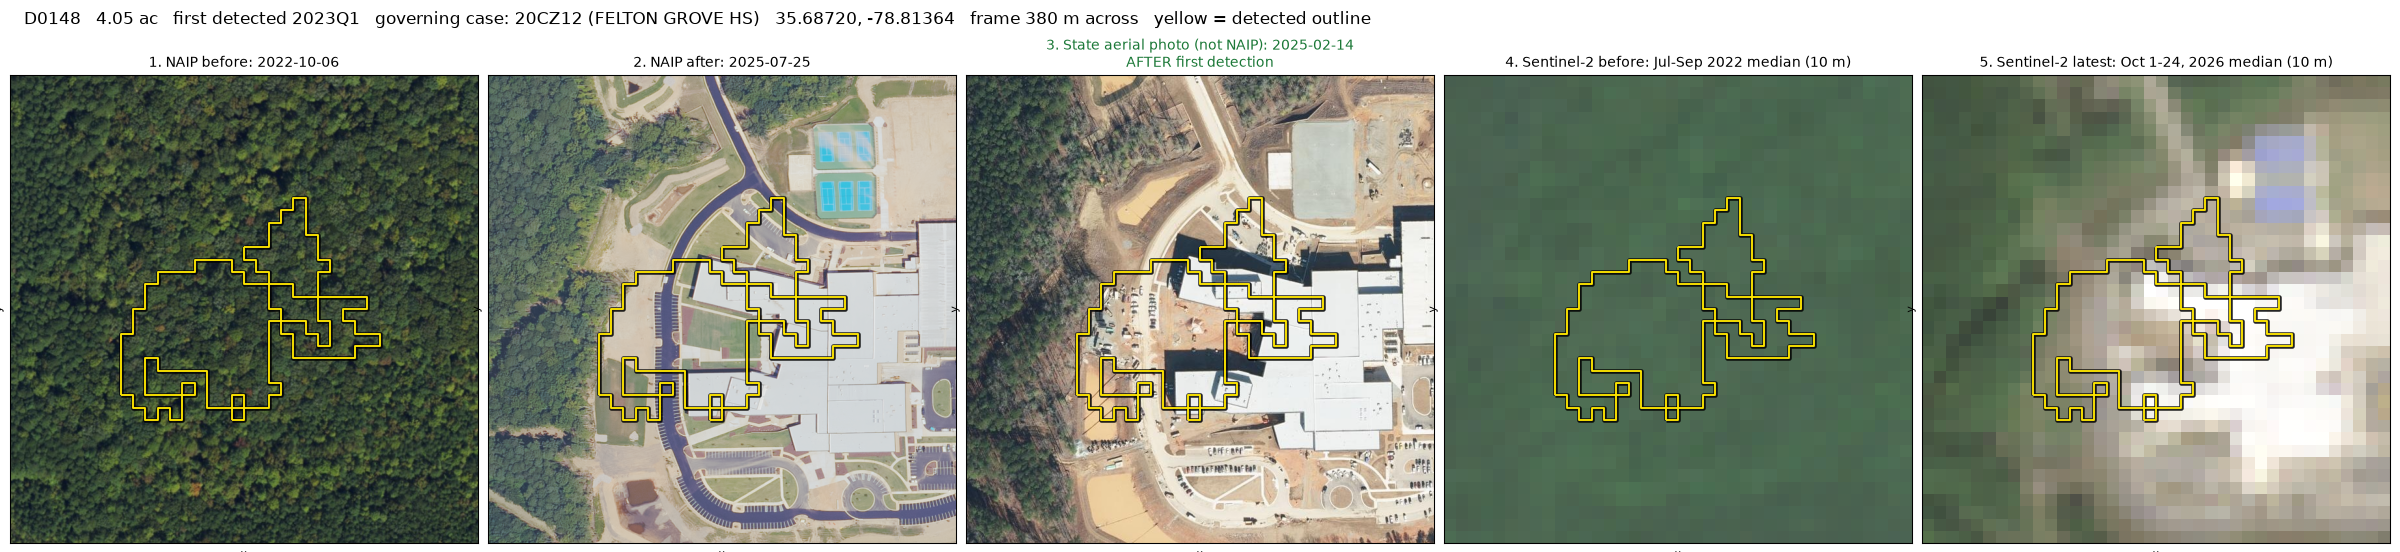 D0148 4.05 ac first detected 2023Q1 governing case: 20CZ12 (FELTON GROVE HS) 35.68720, -78.81364 frame 380 m across yellow = detected outline
1. NAIP before: 2022-10-06
2. NAIP after: 2025-07-25
3. State aerial photo (not NAIP): 2025-02-14
AFTER first detection
4. Sentinel-2 before: Jul-Sep 2022 median (10 m)
5. Sentinel-2 latest: Oct 1-24, 2026 median (10 m)